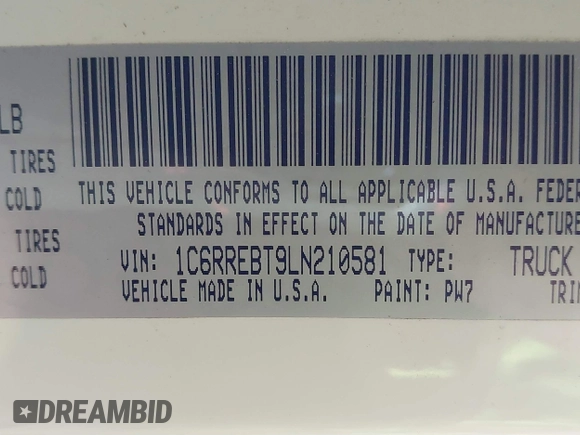 LB
TIRES
COLD
TIRES
COLD
THIS VEHICLE CONFORMS TO ALL APPLICABLE U.S.A. FEDER
STANDARDS IN EFFECT ON THE DATE OF MANUFACTURE
VIN: 1C6RREBT9LN210581 TYPE: TRUCK
VEHICLE MADE IN U.S.A. PAINT: PW7 TRIM
DREAMBID